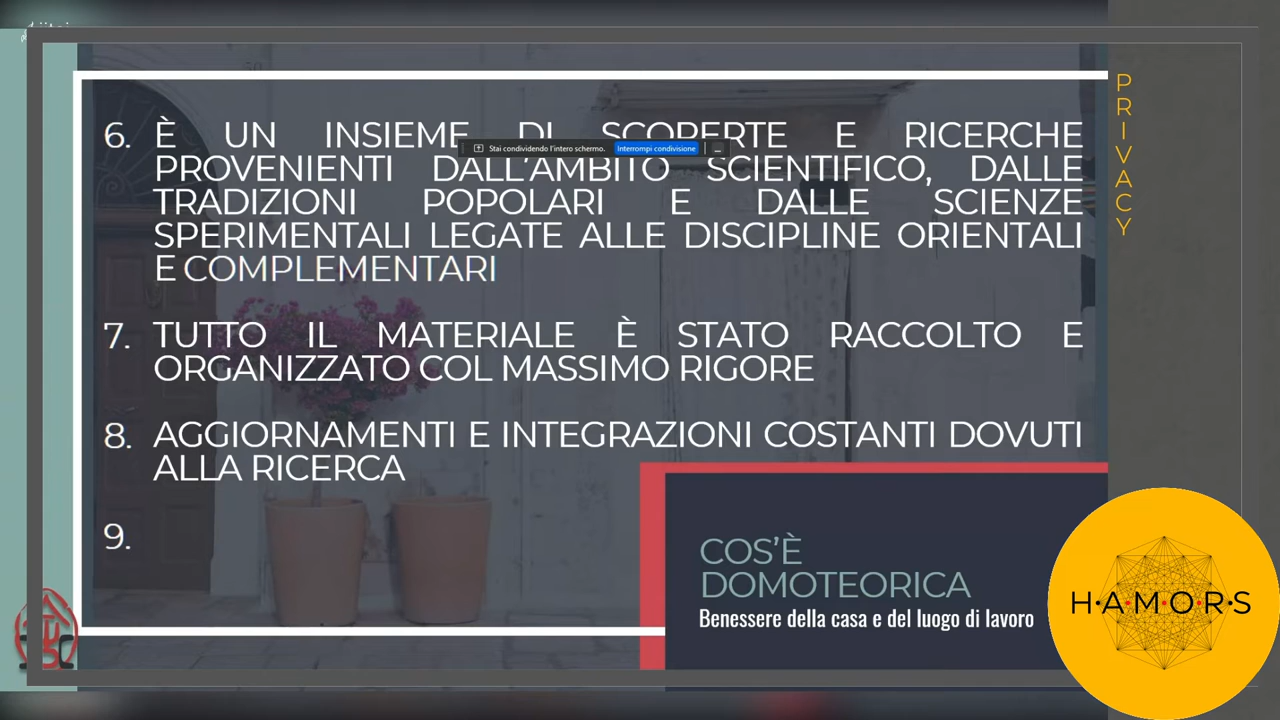 6. È UN INSIEME DI SCOPERTE E RICERCHE
PROVENIENTI DALL'AMBITO SCIENTIFICO, DALLE
TRADIZIONI POPOLARI E DALLE SCIENZE
SPERIMENTALI LEGATE ALLE DISCIPLINE ORIENTALI
E COMPLEMENTARI
Stai condividendo l'intero schermo. Interrompi condivisione
7. TUTTO IL MATERIALE È STATO RACCOLTO E
ORGANIZZATO COL MASSIMO RIGORE
8. AGGIORNAMENTI E INTEGRAZIONI COSTANTI DOVUTI
ALLA RICERCA
9.
COS'È
DOMOTEORICA
Benessere della casa e del luogo di lavoro
PRIVACY
H·A·M·O·R·S